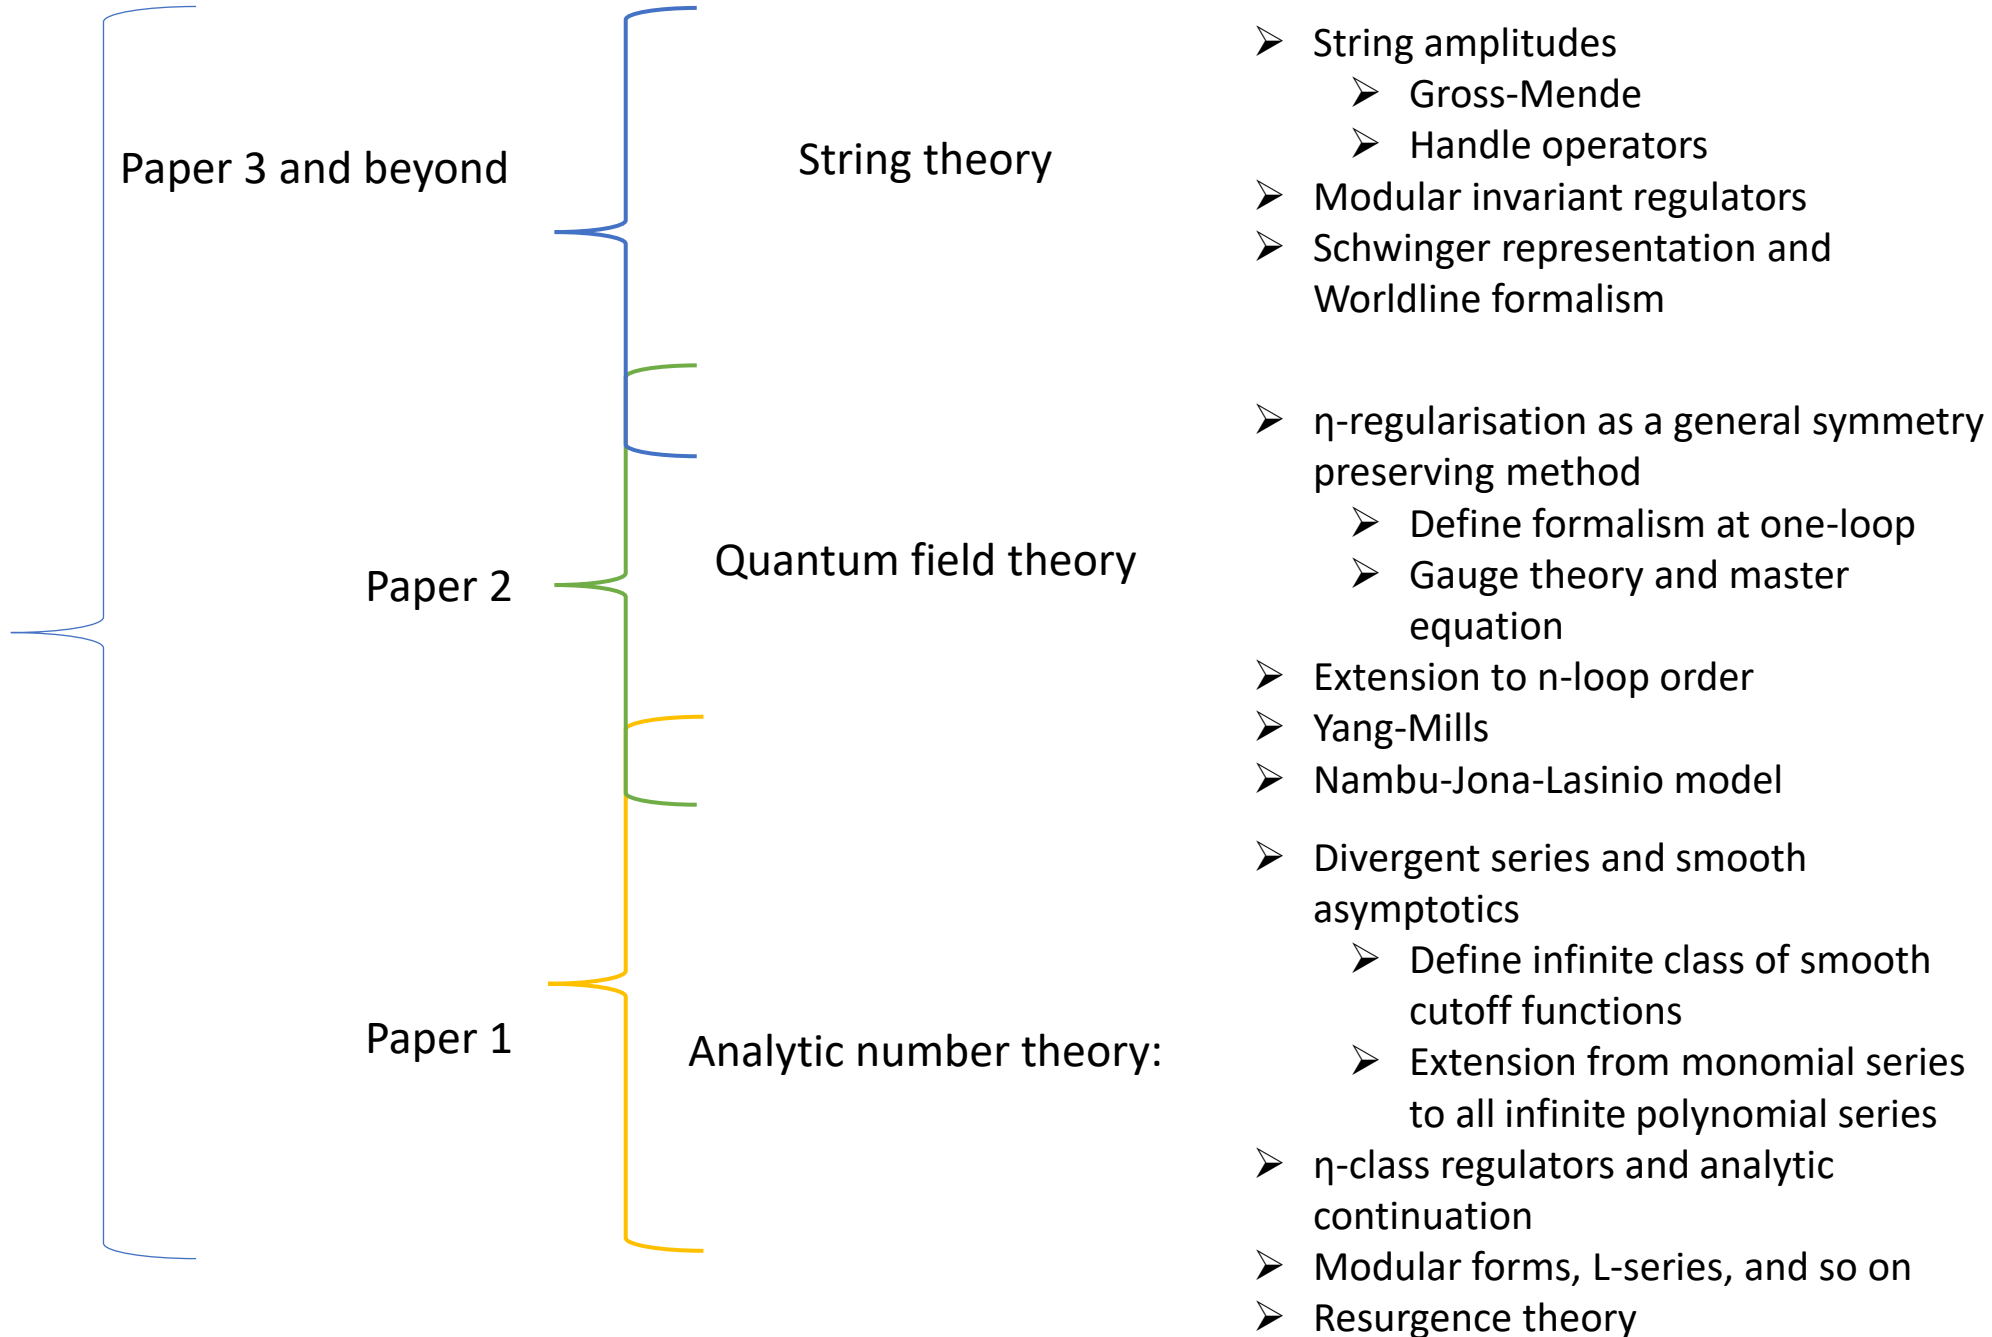 Paper 3 and beyond
String theory
➢ String amplitudes
➢ Gross-Mende
➢ Handle operators
➢ Modular invariant regulators
➢ Schwinger representation and
Worldline formalism
Paper 2
Quantum field theory
➢ η-regularisation as a general symmetry
preserving method
➢ Define formalism at one-loop
➢ Gauge theory and master
equation
➢ Extension to n-loop order
➢ Yang-Mills
➢ Nambu-Jona-Lasinio model
Paper 1
Analytic number theory:
➢ Divergent series and smooth
asymptotics
➢ Define infinite class of smooth
cutoff functions
➢ Extension from monomial series
to all infinite polynomial series
➢ η-class regulators and analytic
continuation
➢ Modular forms, L-series, and so on
➢ Resurgence theory